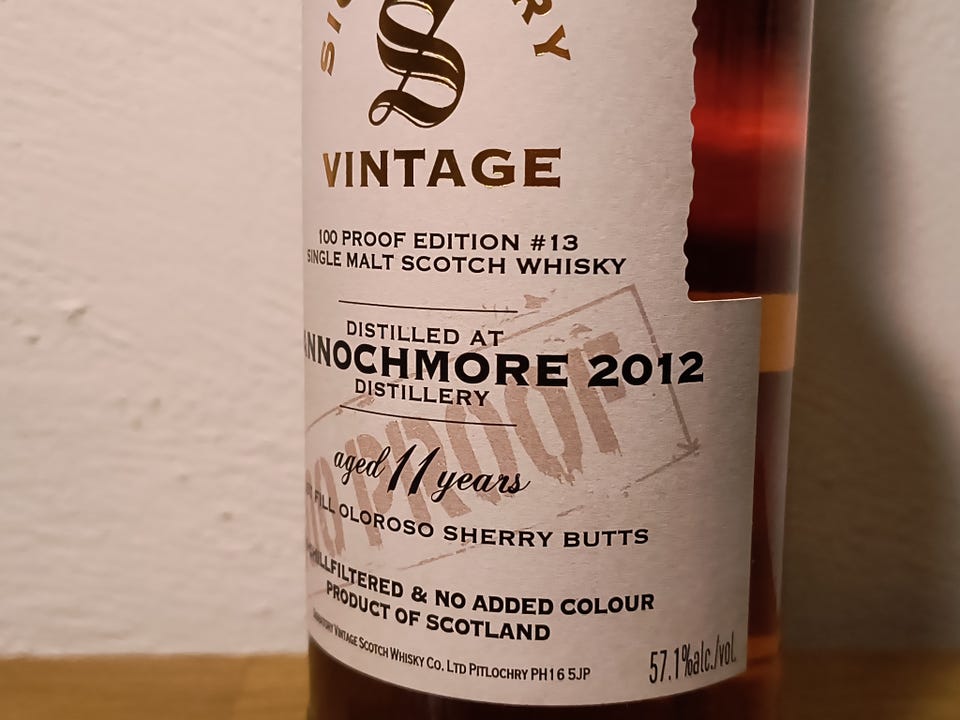 S
VINTAGE
100 PROOF EDITION #13
SINGLE MALT SCOTCH WHISKY
DISTILLED AT
ANNOCHMORE 2012
DISTILLERY
aged 11 years
FILL OLOROSO SHERRY BUTTS
CHILLFILTERED & NO ADDED COLOUR
PRODUCT OF SCOTLAND
VINTAGE SCOTCH WHISKY CO. LTD PITLOCHRY PH16 5JP
57.1%alc./vol.
PROOF